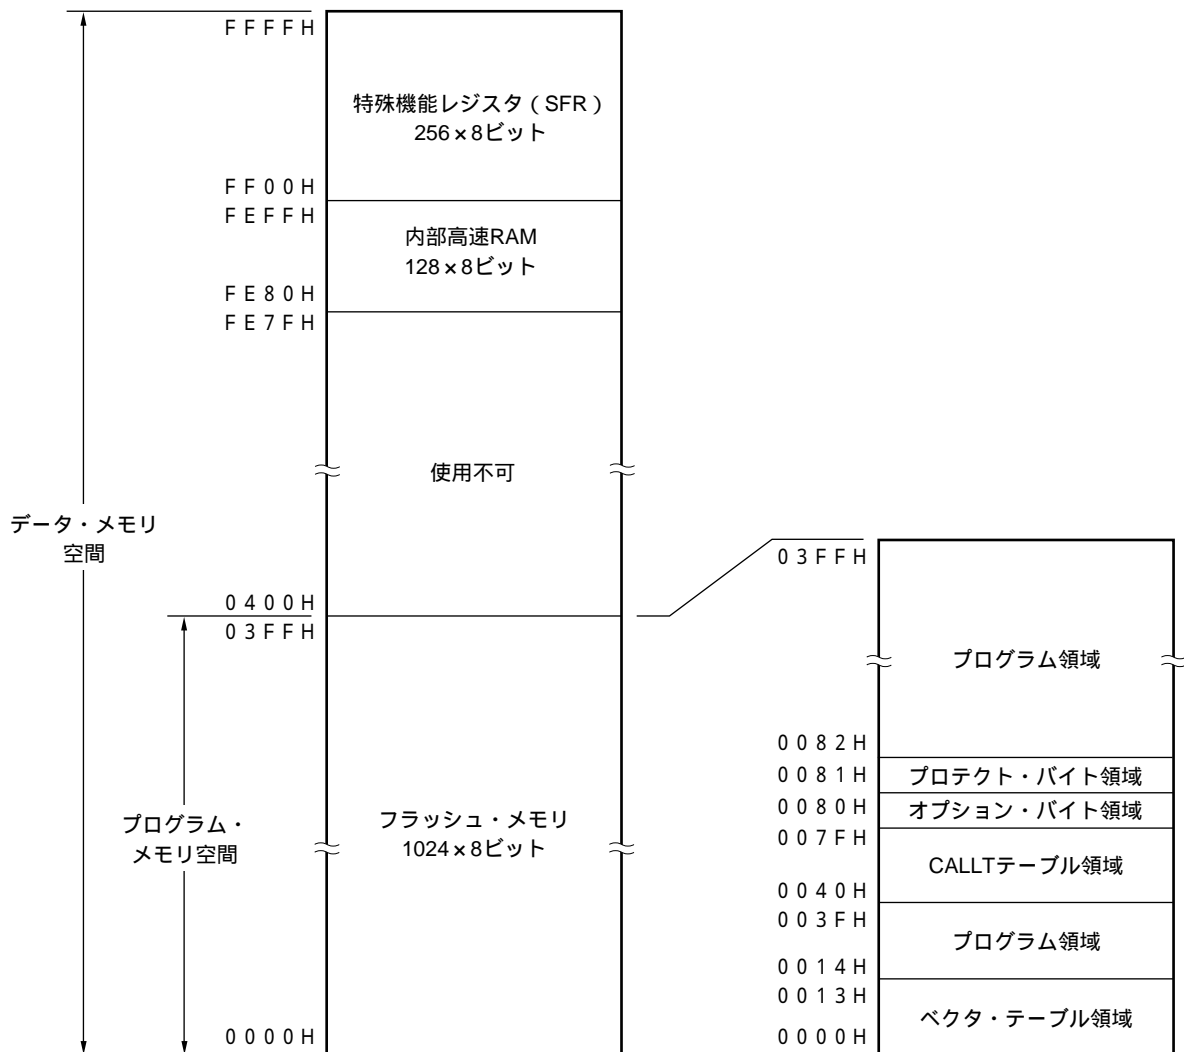 FFFFH
特殊機能レジスタ(SFR)
256×8ビット
FF00H
FEFFH
内部高速RAM
128×8ビット
FE80H
FE7FH
使用不可
データ・メモリ
空間
0400H
03FFH
プログラム・
メモリ空間
フラッシュ・メモリ
1024×8ビット
0000H
03FFH
プログラム領域
0082H
0081H
プロテクト・バイト領域
0080H
オプション・バイト領域
007FH
CALLTテーブル領域
0040H
003FH
プログラム領域
0014H
0013H
ベクタ・テーブル領域
0000H